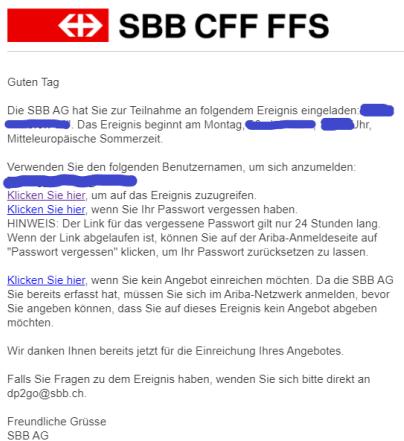 SBB CFF FFS
Guten Tag
Die SBB AG hat Sie zur Teilnahme an folgendem Ereignis eingeladen:
. Das Ereignis beginnt am Montag, Uhr,
Mitteleuropäische Sommerzeit.
Verwenden Sie den folgenden Benutzernamen, um sich anzumelden:
Klicken Sie hier, um auf das Ereignis zuzugreifen.
Klicken Sie hier, wenn Sie Ihr Passwort vergessen haben.
HINWEIS: Der Link für das vergessene Passwort gilt nur 24 Stunden lang.
Wenn der Link abgelaufen ist, können Sie auf der Ariba-Anmeldeseite auf
"Passwort vergessen" klicken, um Ihr Passwort zurücksetzen zu lassen.
Klicken Sie hier, wenn Sie kein Angebot einreichen möchten. Da die SBB AG
Sie bereits erfasst hat, müssen Sie sich im Ariba-Netzwerk anmelden, bevor
Sie angeben können, dass Sie auf dieses Ereignis kein Angebot abgeben
möchten.
Wir danken Ihnen bereits jetzt für die Einreichung Ihres Angebotes.
Falls Sie Fragen zu dem Ereignis haben, wenden Sie sich bitte direkt an
dp2go@sbb.ch.
Freundliche Grüsse
SBB AG